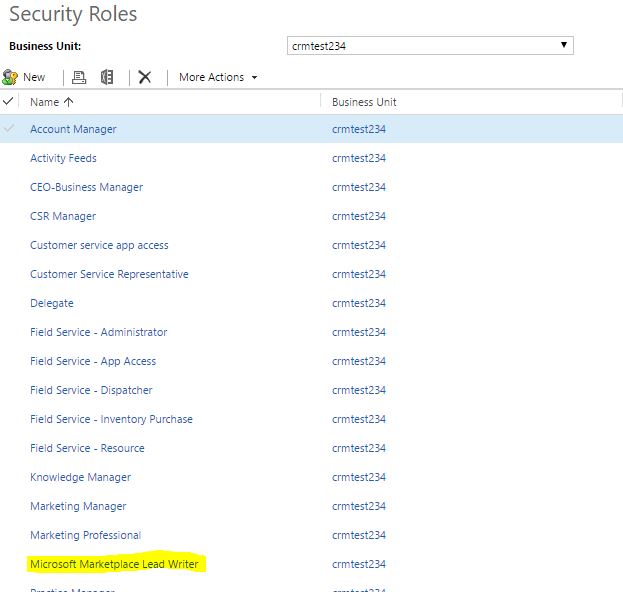 Security Roles
Business Unit: crmtest234
New More Actions
Name Business Unit
Account Manager crmtest234
Activity Feeds crmtest234
CEO-Business Manager crmtest234
CSR Manager crmtest234
Customer service app access crmtest234
Customer Service Representative crmtest234
Delegate crmtest234
Field Service - Administrator crmtest234
Field Service - App Access crmtest234
Field Service - Dispatcher crmtest234
Field Service - Inventory Purchase crmtest234
Field Service - Resource crmtest234
Knowledge Manager crmtest234
Marketing Manager crmtest234
Marketing Professional crmtest234
Microsoft Marketplace Lead Writer crmtest234
Practice Manager crmtest234